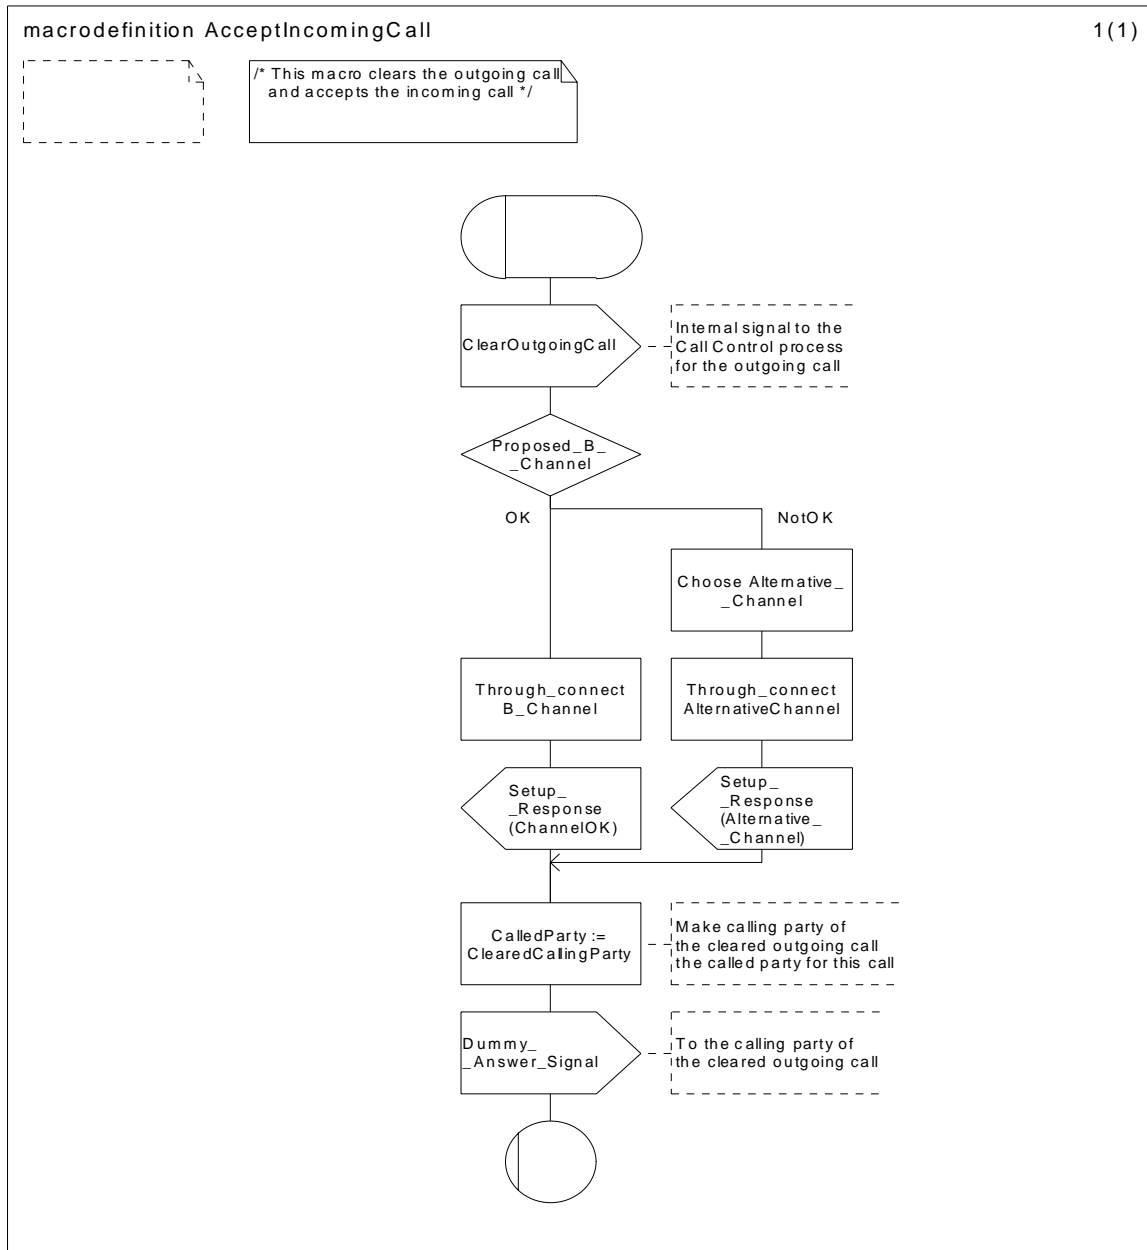 macrodefinition AcceptIncomingCall
1(1)
/* This macro clears the outgoing call
and accepts the incoming call */
ClearOutgoingCall
Internal signal to the
Call Control process
for the outgoing call
Proposed_B_
_Channel
OK
NotOK
Choose Alternative_
_Channel
Through_connect
B_Channel
Through_connect
AlternativeChannel
Setup_
_Response
(ChannelOK)
Setup_
_Response
(Alternative_
_Channel)
CalledParty :=
ClearedCallingParty
Make calling party of
the cleared outgoing call
the called party for this call
Dummy_
_Answer_Signal
To the calling party of
the cleared outgoing call